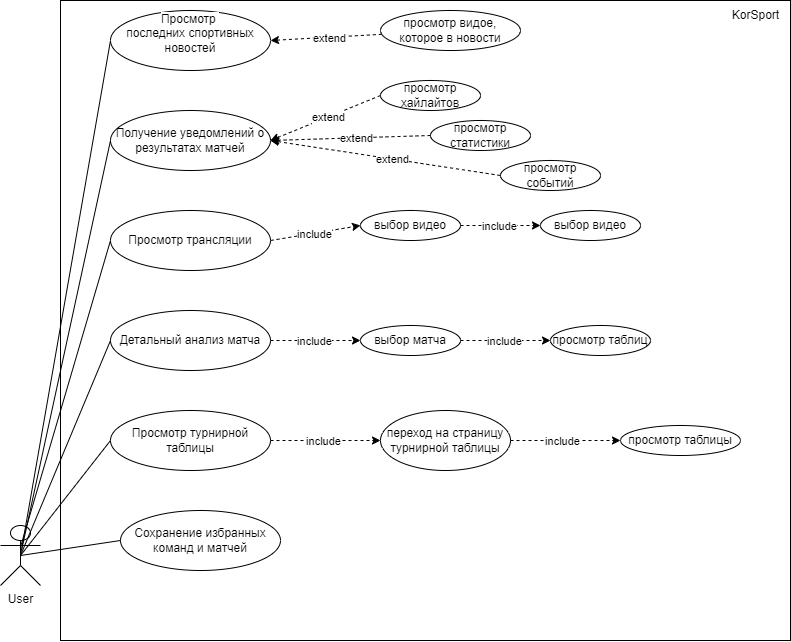 KorSport
Просмотр
последних спортивных
новостей
extend
просмотр видое,
которое в новости
Получение уведомлений о
результатах матчей
extend
просмотр
хайлайтов
extend
просмотр
статистики
extend
просмотр
событий
Просмотр трансляции
include
выбор видео
include
выбор видео
Детальный анализ матча
include
выбор матча
include
просмотр таблиц
Просмотр турнирной
таблицы
include
переход на страницу
турнирной таблицы
include
просмотр таблицы
Сохранение избранных
команд и матчей
User